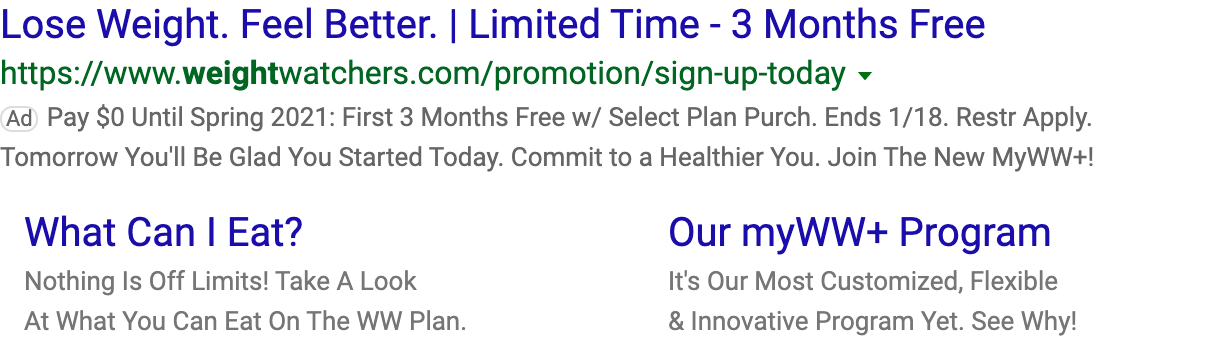 Lose Weight. Feel Better. | Limited Time - 3 Months Free
https://www.weightwatchers.com/promotion/sign-up-today
Ad Pay $0 Until Spring 2021: First 3 Months Free w/ Select Plan Purch. Ends 1/18. Restr Apply.
Tomorrow You'll Be Glad You Started Today. Commit to a Healthier You. Join The New MyWW+!
What Can I Eat?
Nothing Is Off Limits! Take A Look
At What You Can Eat On The WW Plan.
Our myWW+ Program
It's Our Most Customized, Flexible
& Innovative Program Yet. See Why!